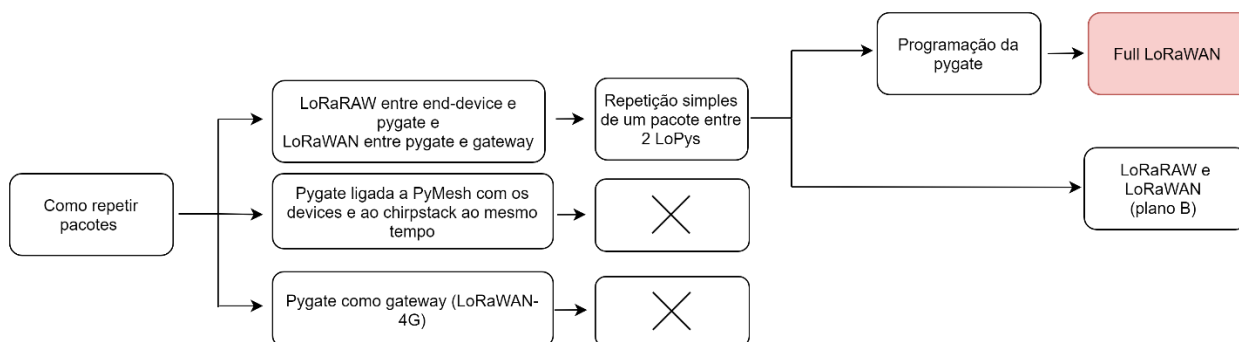 Como repetir
pacotes
LoRaRAW entre end-device e
pygate e
LoRaWAN entre pygate e gateway
Repetição simples
de um pacote entre
2 LoPys
Programação da
pygate
Full LoRaWAN
LoRaRAW e
LoRaWAN
(plano B)
Pygate ligada a PyMesh com os
devices e ao chirpstack ao mesmo
tempo
Pygate como gateway (LoRaWAN-
4G)